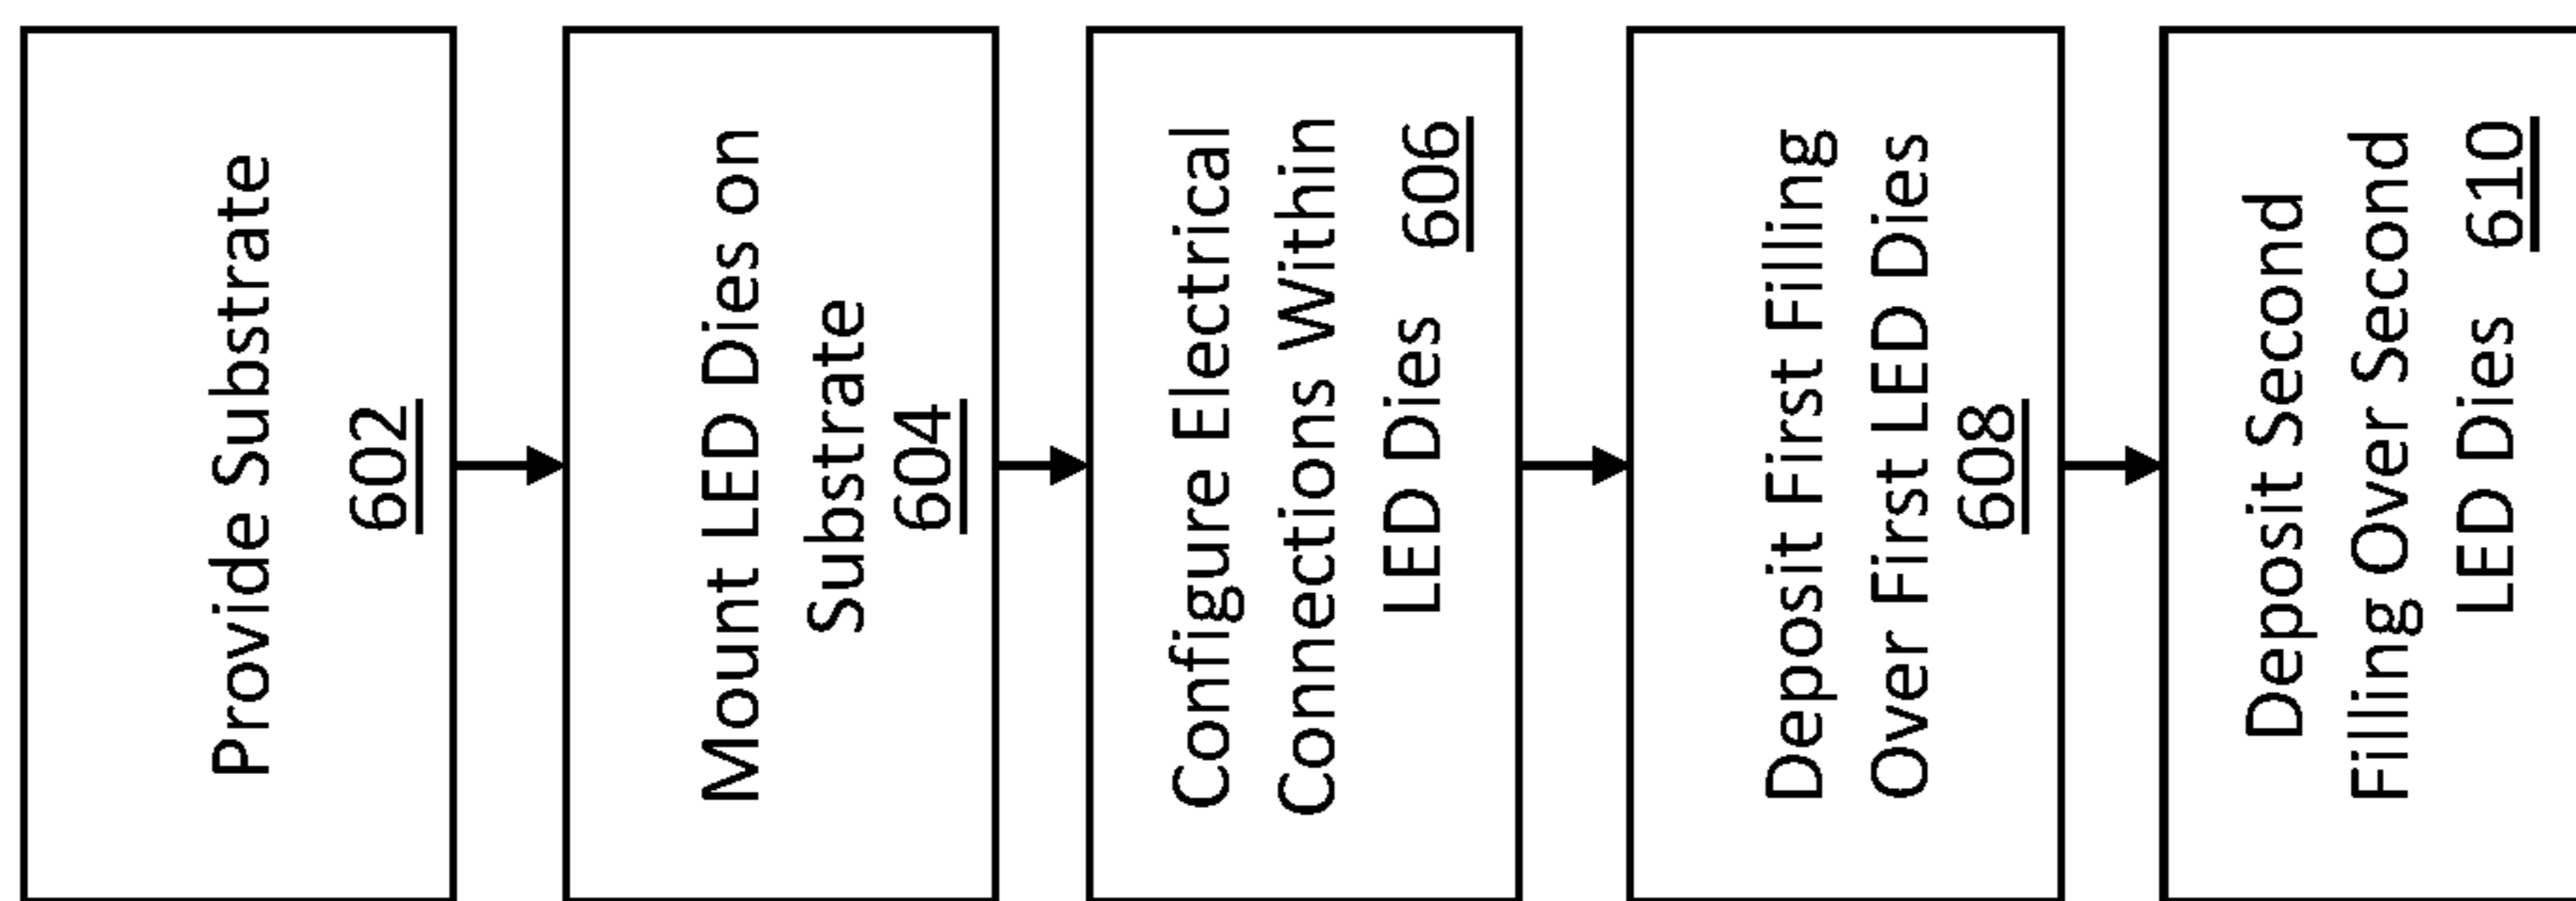 Provide Substrate
602
Mount LED Dies on
Substrate
604
Configure Electrical
Connections Within
LED Dies 606
Deposit First Filling
Over First LED Dies
608
Deposit Second
Filling Over Second
LED Dies 610